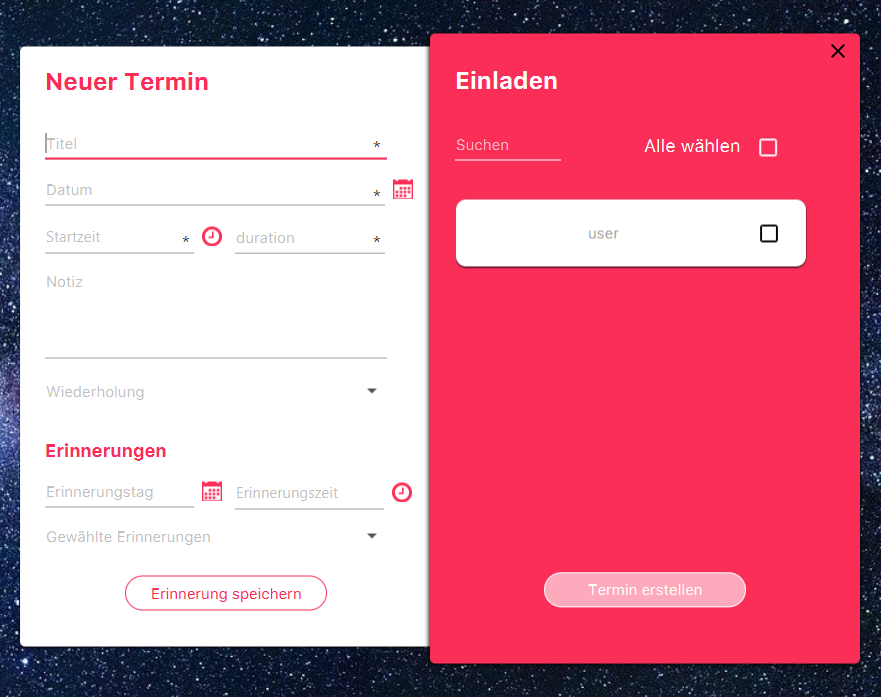 Neuer Termin
Titel *
Datum *
Startzeit * duration *
Notiz
Wiederholung
Erinnerungen
Erinnerungstag Erinnerungszeit
Gewählte Erinnerungen
Erinnerung speichern
Einladen
Suchen Alle wählen
user
Termin erstellen